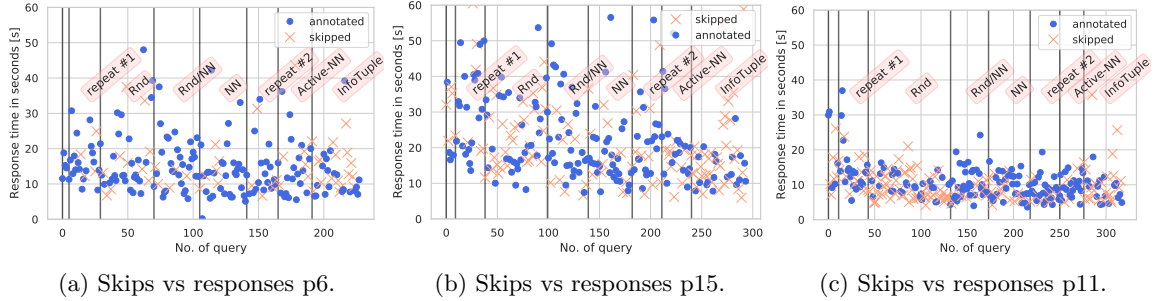 Response time in seconds [s]
60
50
40
30
20
10
0
annotated
skipped
repeat #1
Rnd
Rnd/NN
NN
repeat #2
Active-NN
InfoTuple
0 50 100 150 200
No. of query
(a) Skips vs responses p6.
Response time in seconds [s]
60
50
40
30
20
10
0
skipped
annotated
repeat #1
Rnd
Rnd/NN
NN
repeat #2
Active-NN
InfoTuple
0 50 100 150 200 250 300
No. of query
(b) Skips vs responses p15.
Response time in seconds [s]
60
50
40
30
20
10
0
annotated
skipped
repeat #1
Rnd
Rnd/NN
NN
repeat #2
Active-NN
InfoTuple
0 50 100 150 200 250 300
No. of query
(c) Skips vs responses p11.